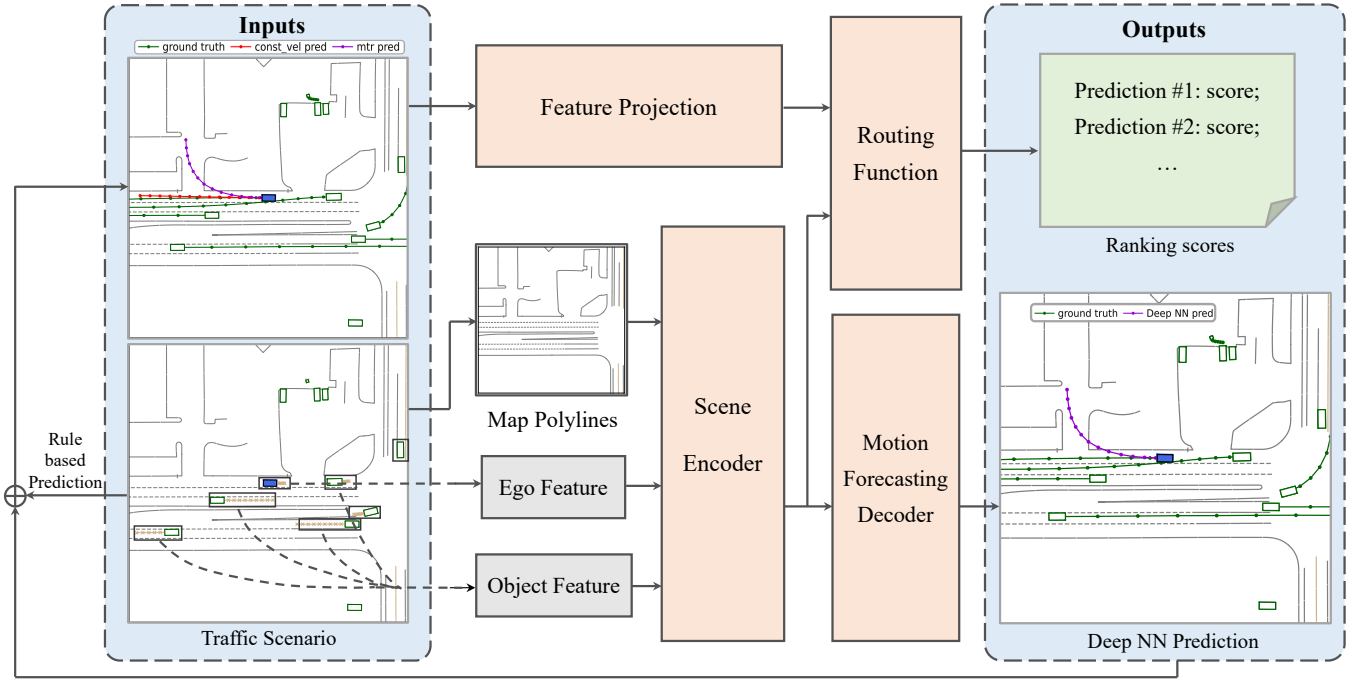 Inputs
ground truth const_vel pred mtr pred
Rule
based
Prediction
Traffic Scenario
Feature Projection
Map Polylines
Ego Feature
Object Feature
Scene
Encoder
Routing
Function
Motion
Forecasting
Decoder
Outputs
Prediction #1: score;
Prediction #2: score;
…
Ranking scores
ground truth Deep NN pred
Deep NN Prediction